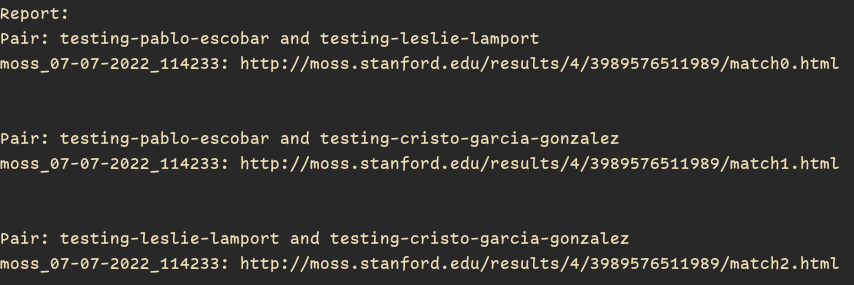 Report:
Pair: testing-pablo-escobar and testing-leslie-lamport
moss_07-07-2022_114233: http://moss.stanford.edu/results/4/3989576511989/match0.html
Pair: testing-pablo-escobar and testing-cristo-garcia-gonzalez
moss_07-07-2022_114233: http://moss.stanford.edu/results/4/3989576511989/match1.html
Pair: testing-leslie-lamport and testing-cristo-garcia-gonzalez
moss_07-07-2022_114233: http://moss.stanford.edu/results/4/3989576511989/match2.html